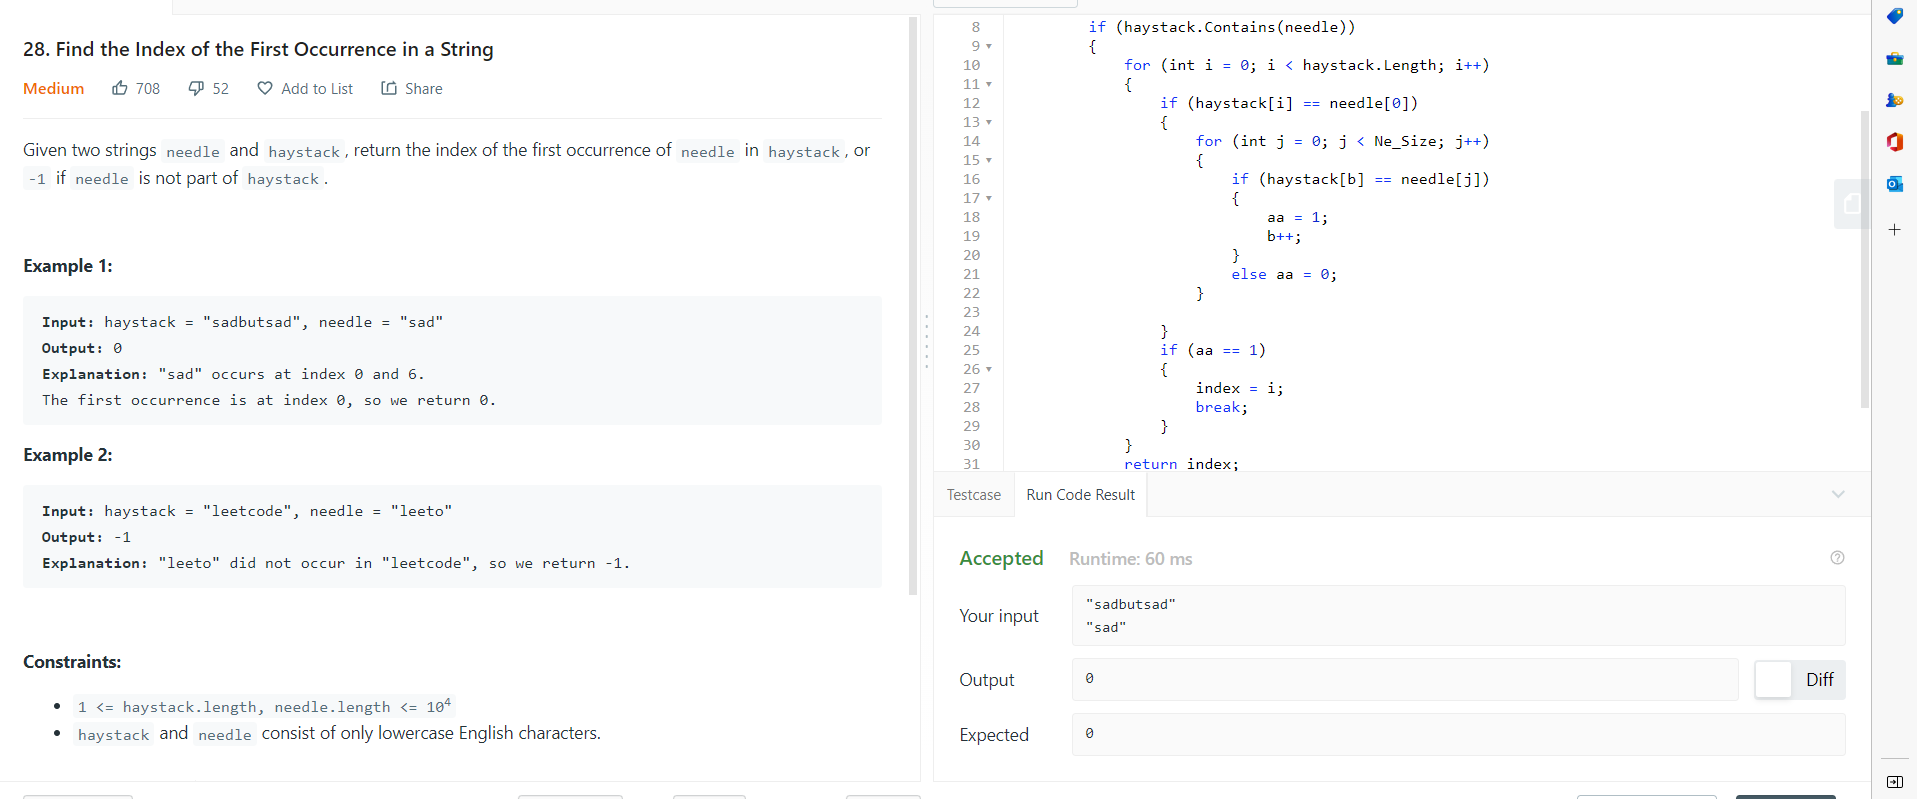 28. Find the Index of the First Occurrence in a String
Medium 708 52 Add to List Share
Given two strings needle and haystack, return the index of the first occurrence of needle in haystack, or
-1 if needle is not part of haystack.
Example 1:
Input: haystack = "sadbutsad", needle = "sad"
Output: 0
Explanation: "sad" occurs at index 0 and 6.
The first occurrence is at index 0, so we return 0.
Example 2:
Input: haystack = "leetcode", needle = "leeto"
Output: -1
Explanation: "leeto" did not occur in "leetcode", so we return -1.
Constraints:
• 1 <= haystack.length, needle.length <= 10⁴
• haystack and needle consist of only lowercase English characters.
8 if (haystack.Contains(needle))
9 {
10 for (int i = 0; i < haystack.Length; i++)
11 {
12 if (haystack[i] == needle[0])
13 {
14 for (int j = 0; j < Ne_Size; j++)
15 {
16 if (haystack[b] == needle[j])
17 {
18 aa = 1;
19 b++;
20 }
21 else aa = 0;
22 }
23
24 }
25 if (aa == 1)
26 {
27 index = i;
28 break;
29 }
30 }
31 return index;
Testcase Run Code Result
Accepted Runtime: 60 ms
Your input
"sadbutsad"
"sad"
Output 0 Diff
Expected 0